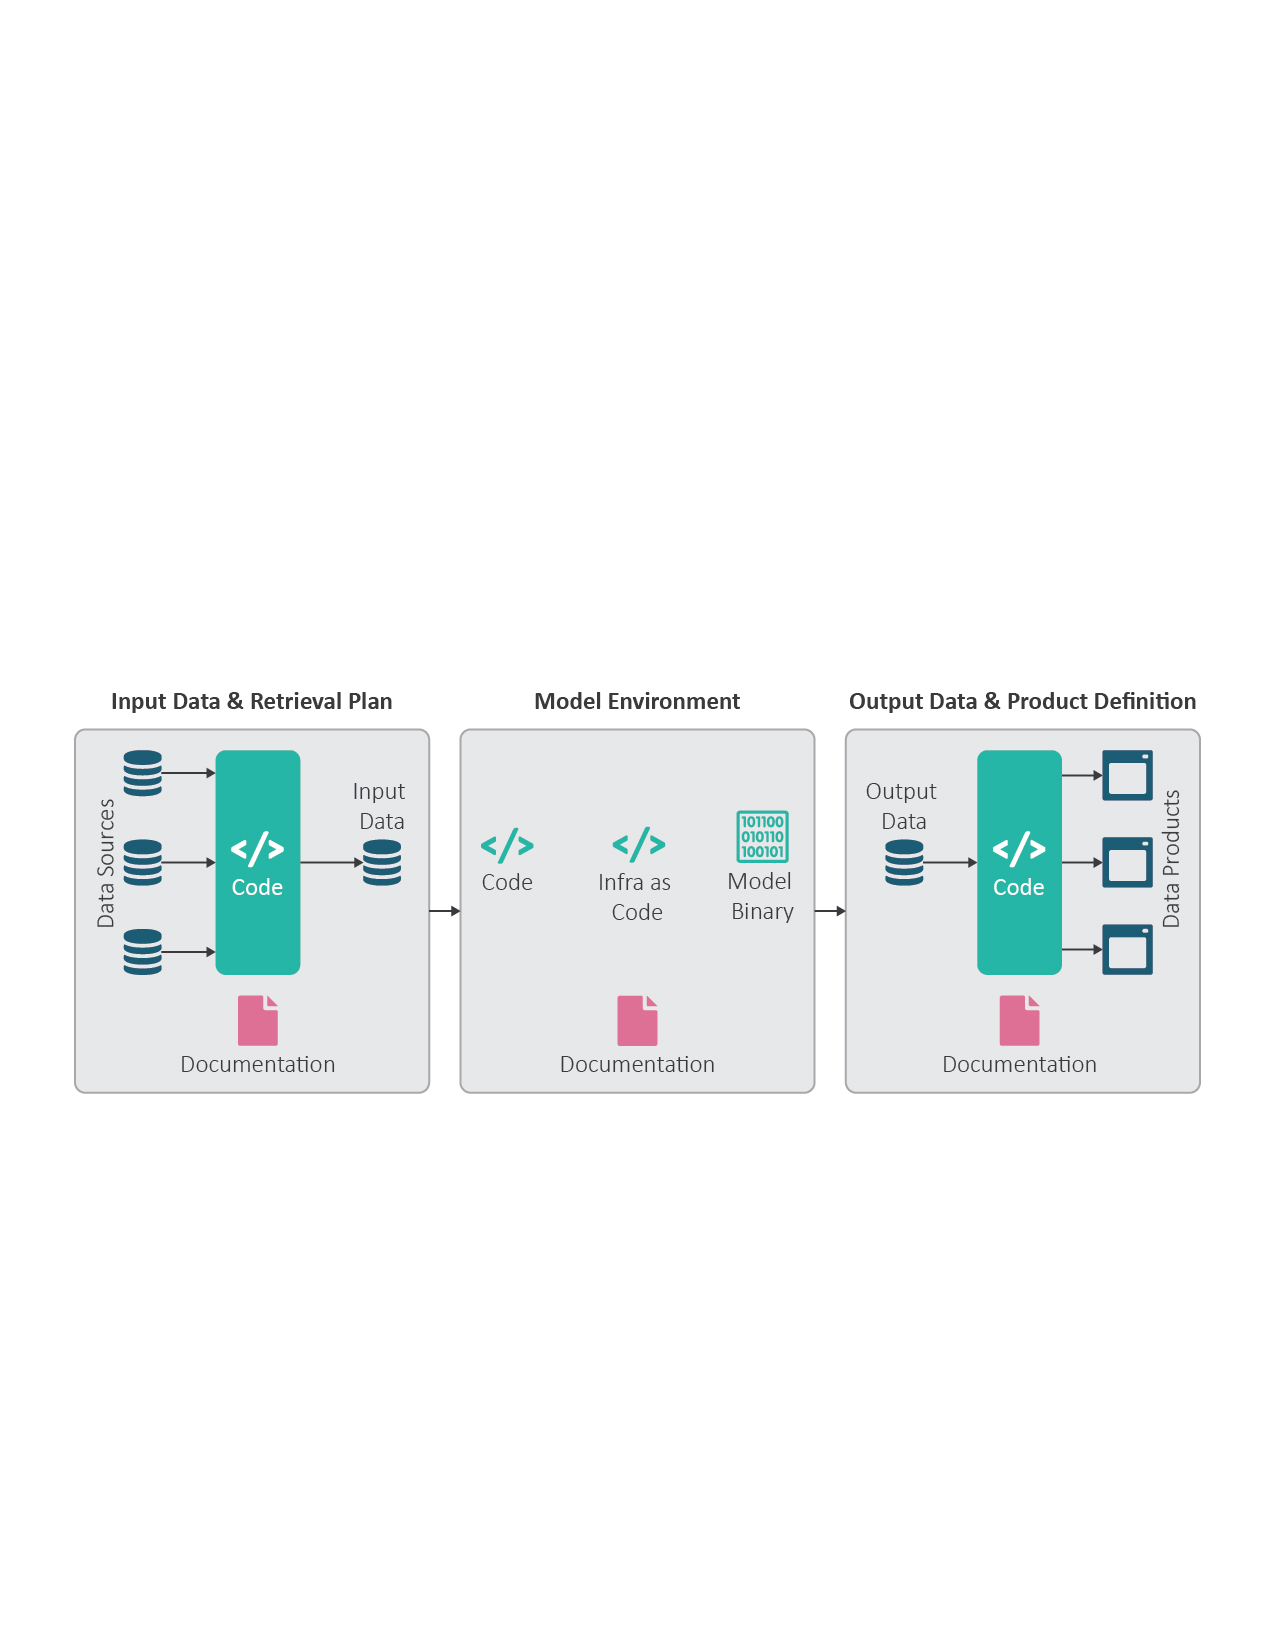 Input Data & Retrieval Plan
Data Sources
</>
Code
Input
Data
Documentation
Model Environment
</>
Code
</>
Infra as
Code
101100
010110
100101
Model
Binary
Documentation
Output Data & Product Definition
Output
Data
</>
Code
Data Products
Documentation